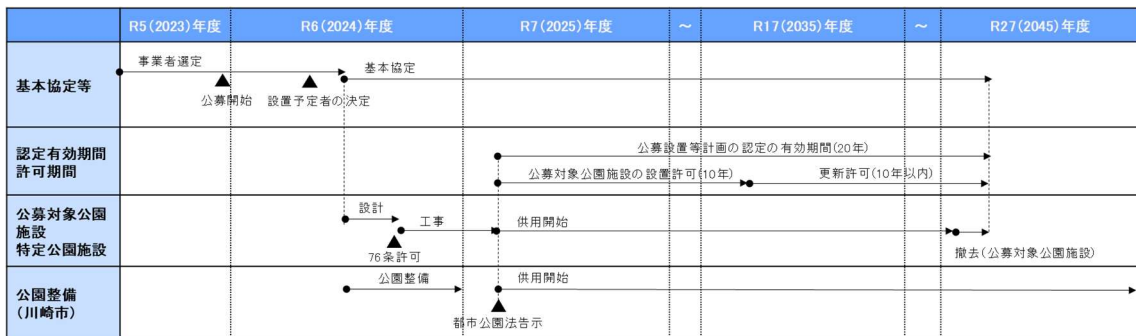 R5(2023)年度
R6(2024)年度
R7(2025)年度
～
R17(2035)年度
～
R27(2045)年度
基本協定等
事業者選定
公募開始
設置予定者の決定
基本協定
認定有効期間
許可期間
公募設置等計画の認定の有効期間(20年)
公募対象公園施設の設置許可(10年)
更新許可(10年以内)
公募対象公園
施設
特定公園施設
設計
76条許可
工事
供用開始
撤去(公募対象公園施設)
公園整備
(川崎市)
公園整備
都市公園法告示
供用開始